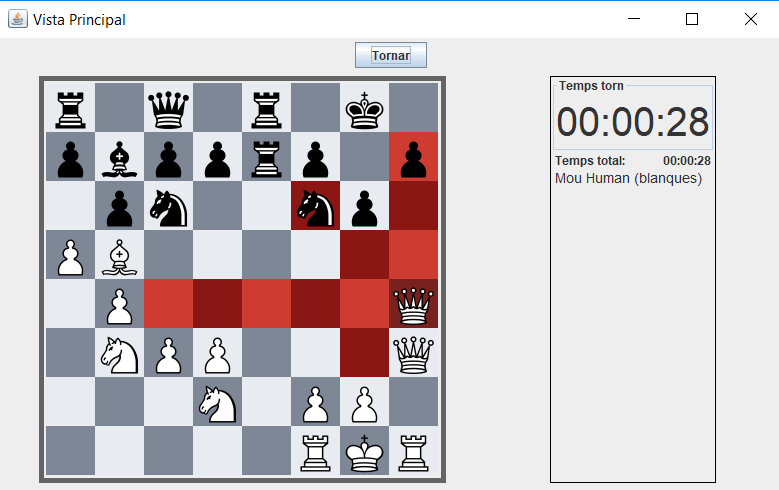 Vista Principal
Tornar
Temps torn
00:00:28
Temps total: 00:00:28
Mou Human (blanques)